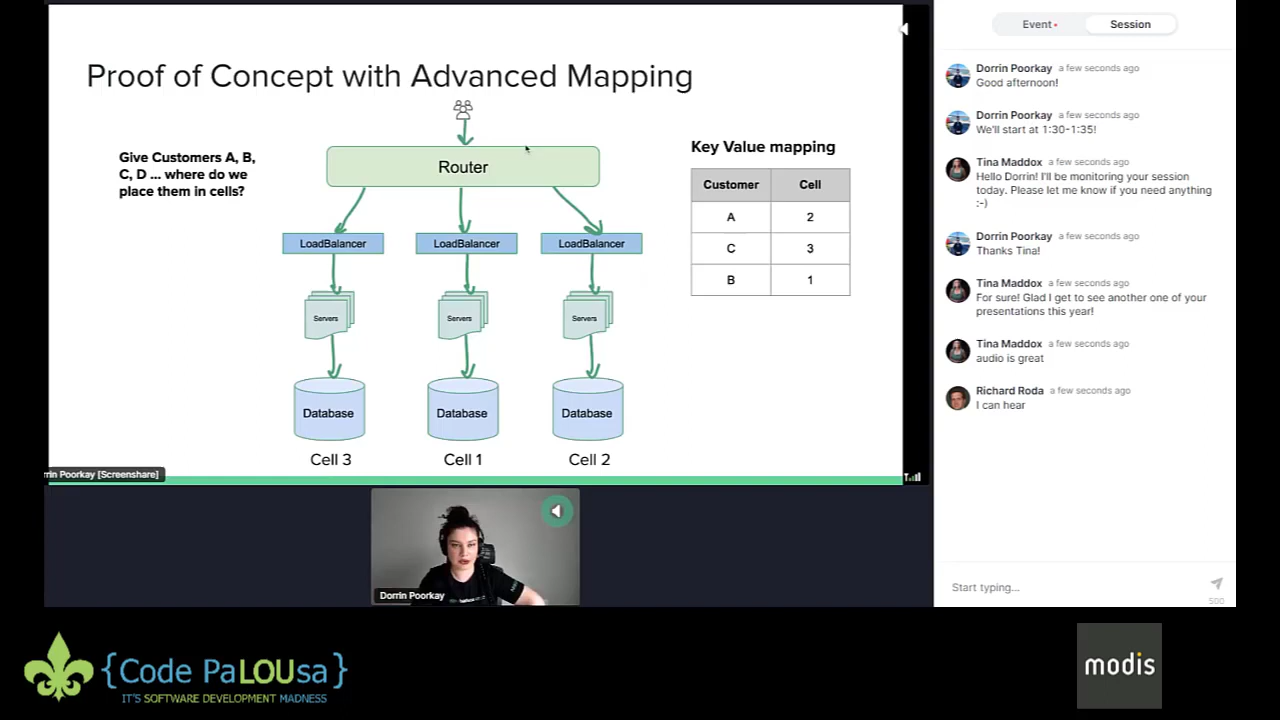 Proof of Concept with Advanced Mapping
Give Customers A, B,
C, D ... where do we
place them in cells?
Router
LoadBalancer
LoadBalancer
LoadBalancer
Servers
Servers
Servers
Database
Database
Database
Cell 3
Cell 1
Cell 2
Key Value mapping
Customer Cell
A 2
C 3
B 1
rrin Poorkay [Screenshare]
Dorrin Poorkay
Event
Session
Dorrin Poorkay a few seconds ago
Good afternoon!
Dorrin Poorkay a few seconds ago
We'll start at 1:30-1:35!
Tina Maddox a few seconds ago
Hello Dorrin! I'll be monitoring your session
today. Please let me know if you need anything
:-)
Dorrin Poorkay a few seconds ago
Thanks Tina!
Tina Maddox a few seconds ago
For sure! Glad I get to see another one of your
presentations this year!
Tina Maddox a few seconds ago
audio is great
Richard Roda a few seconds ago
I can hear
Start typing...
500
{Code PaLOUsa}
IT'S SOFTWARE DEVELOPMENT MADNESS
modis